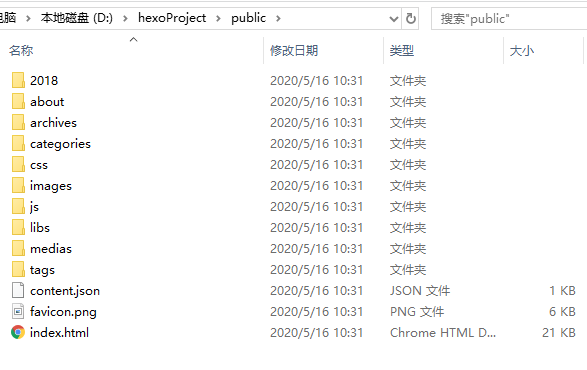 电脑 > 本地磁盘 (D:) > hexoProject > public > 搜索"public"
名称 修改日期 类型 大小
2018 2020/5/16 10:31 文件夹
about 2020/5/16 10:31 文件夹
archives 2020/5/16 10:31 文件夹
categories 2020/5/16 10:31 文件夹
css 2020/5/16 10:31 文件夹
images 2020/5/16 10:31 文件夹
js 2020/5/16 10:31 文件夹
libs 2020/5/16 10:31 文件夹
medias 2020/5/16 10:31 文件夹
tags 2020/5/16 10:31 文件夹
content.json 2020/5/16 10:31 JSON 文件 1 KB
favicon.png 2020/5/16 10:31 PNG 文件 6 KB
index.html 2020/5/16 10:31 Chrome HTML D... 21 KB